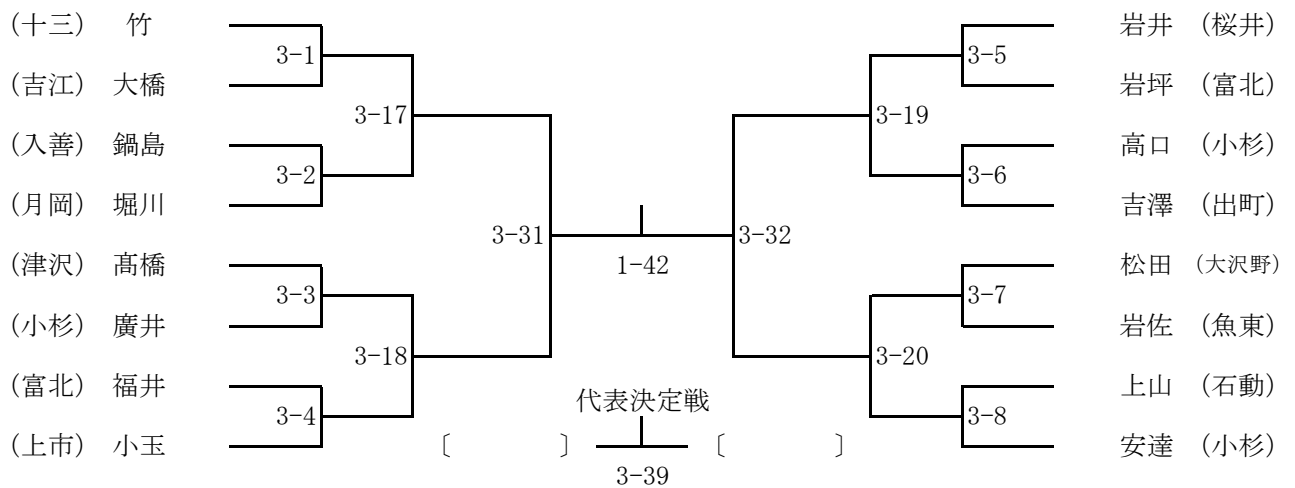 (十三) 竹 岩井 (桜井)
3-1 3-5
(吉江) 大橋 岩坪 (富北)
3-17 3-19
(入善) 鍋島 高口 (小杉)
3-2 3-6
(月岡) 堀川 吉澤 (出町)
3-31 3-32
(津沢) 髙橋 1-42 松田 (大沢野)
3-3 3-7
(小杉) 廣井 岩佐 (魚東)
3-18 3-20
(富北) 福井 上山 (石動)
代表決定戦
3-4 3-8
(上市) 小玉 〔 〕 〔 〕 安達 (小杉)
3-39